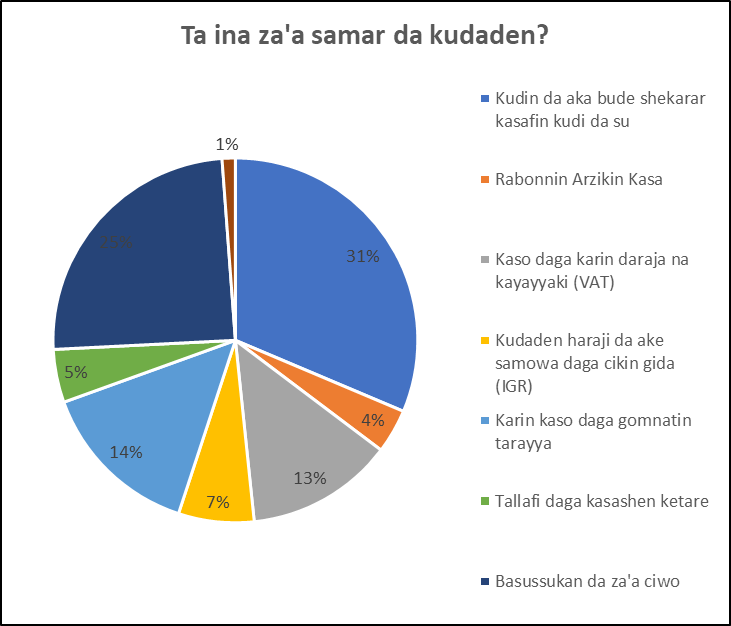 Ta ina za'a samar da kudaden?
Kudin da aka bude shekarar
kasafin kudi da su
Rabonnin Arzikin Kasa
Kaso daga karin daraja na
kayayyaki (VAT)
Kudaden haraji da ake
samowa daga cikin gida
(IGR)
Karin kaso daga gomnatin
tarayya
Tallafi daga kasashen ketare
Basussukan da za'a ciwo
1%
31%
4%
13%
7%
14%
5%